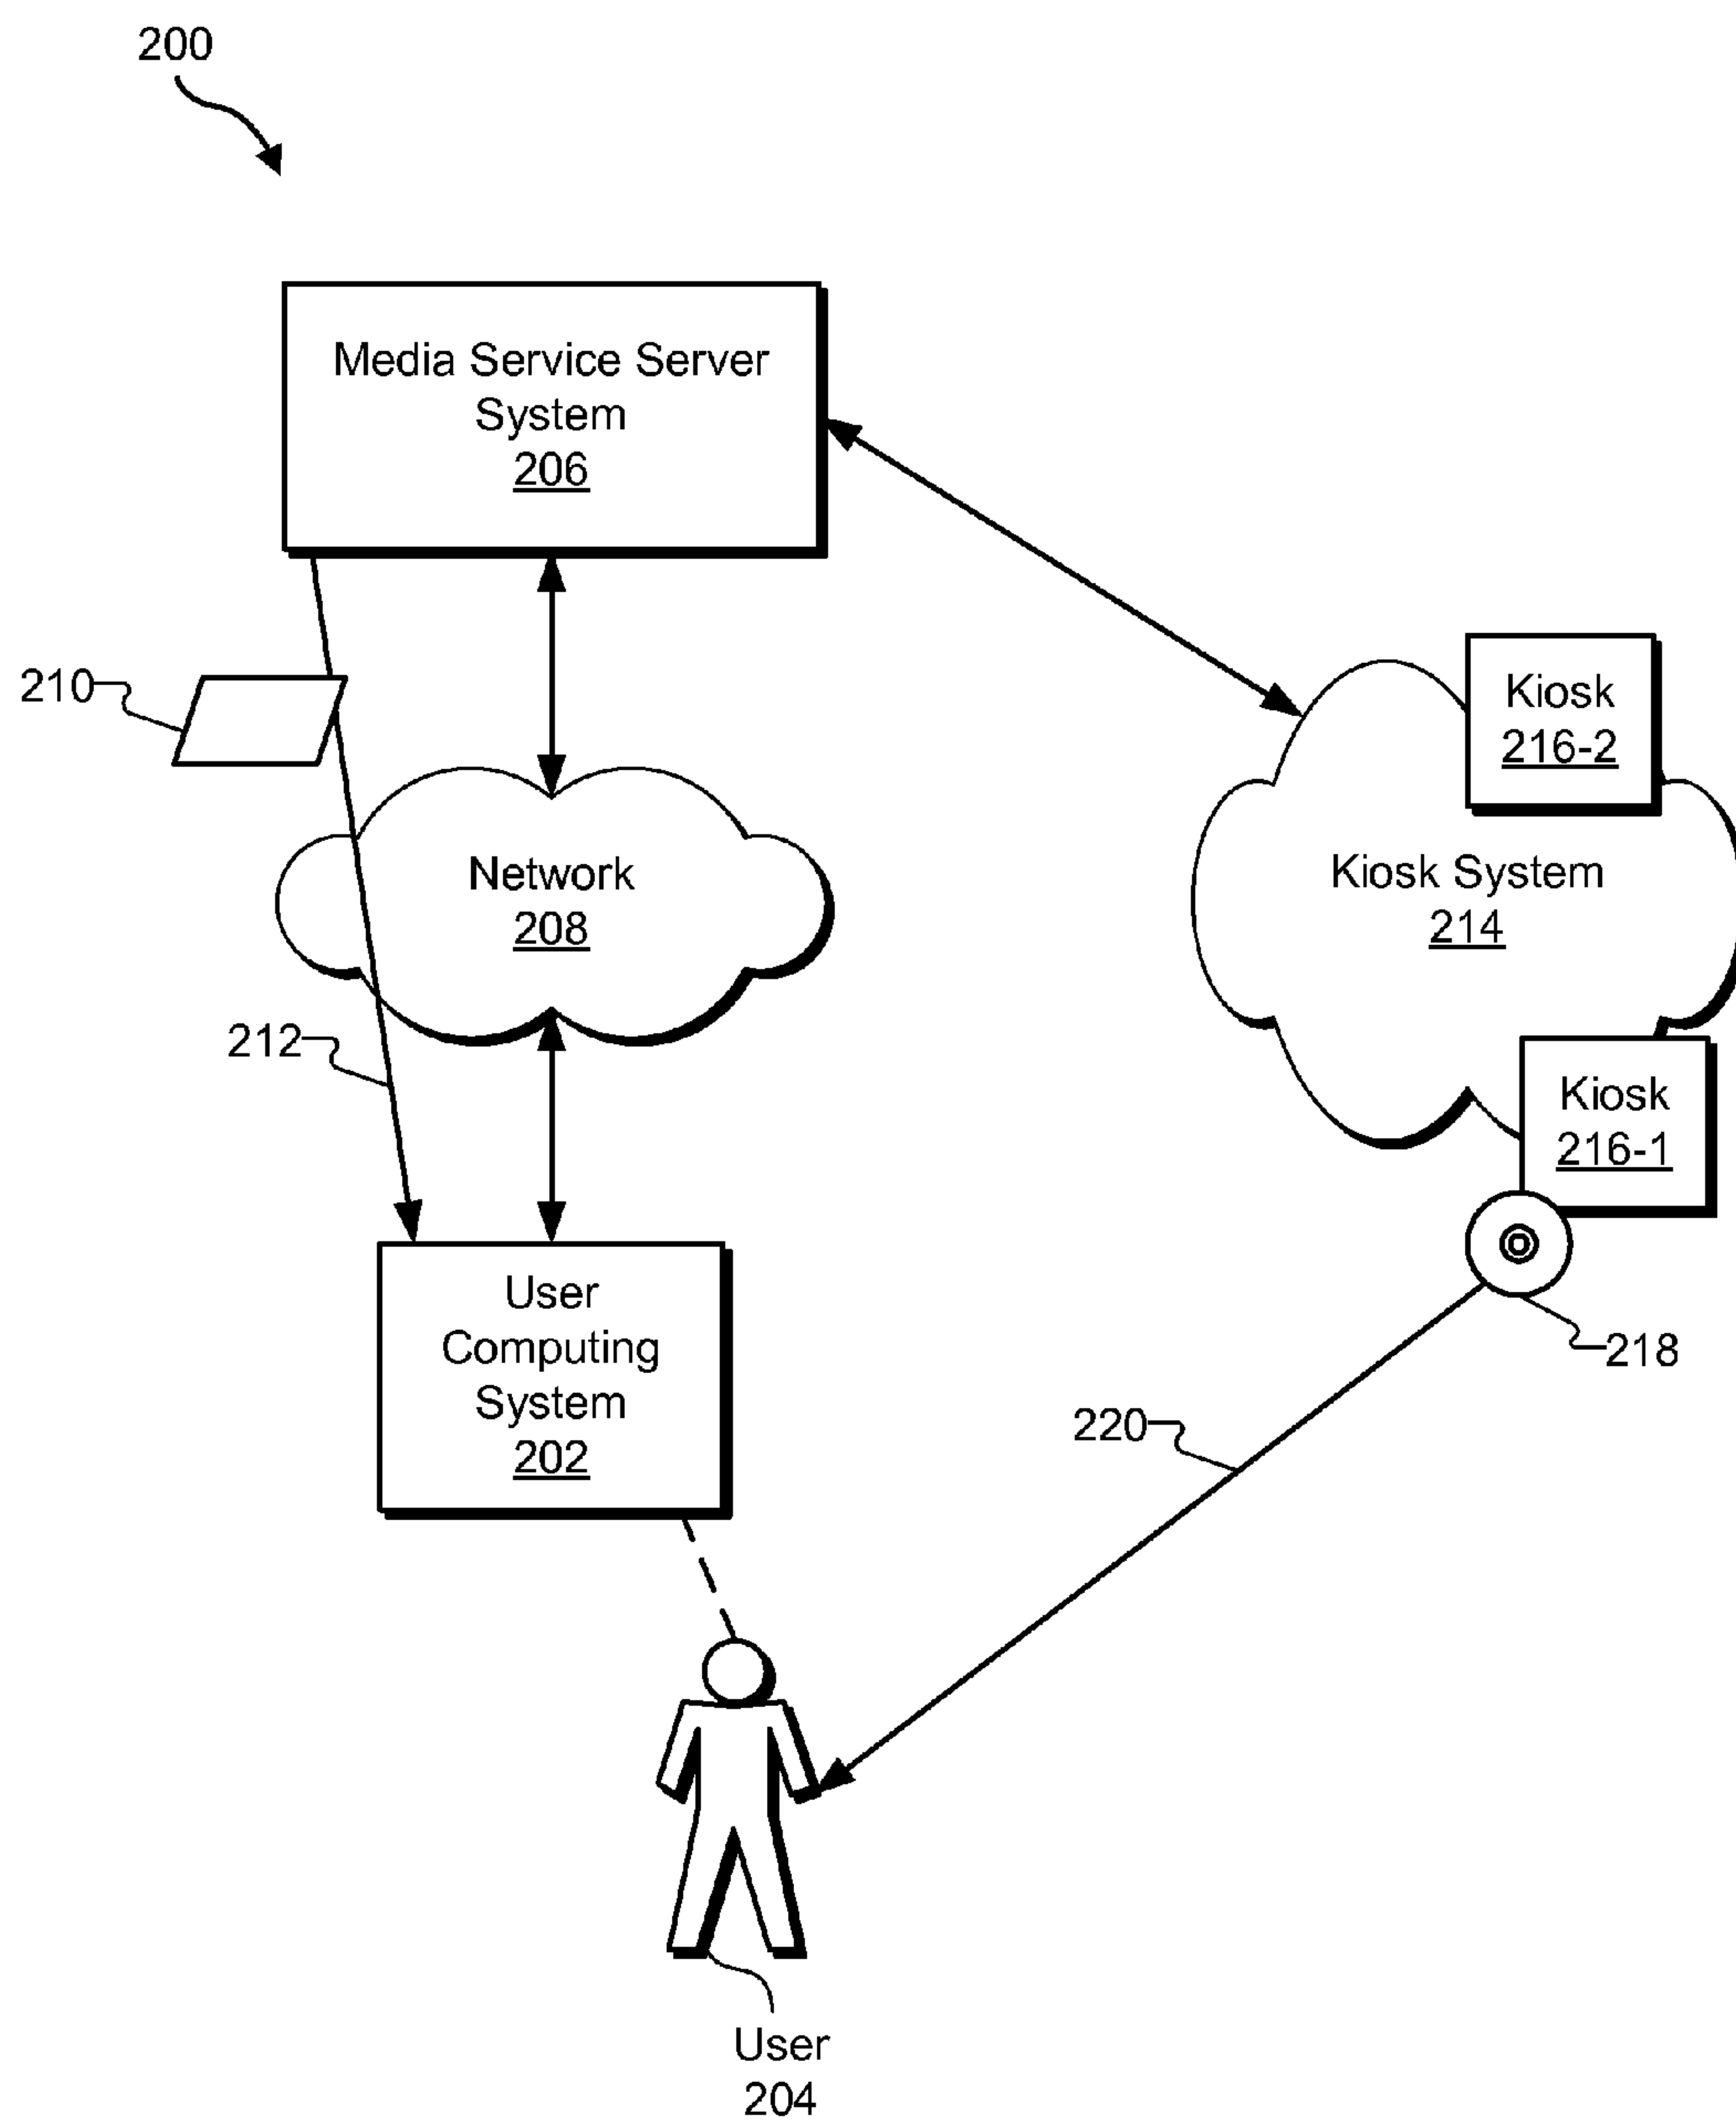 200
Media Service Server
System
206
210
Kiosk
216-2
Network
208
Kiosk System
214
212
Kiosk
216-1
User
Computing
System
202
218
220
User
204